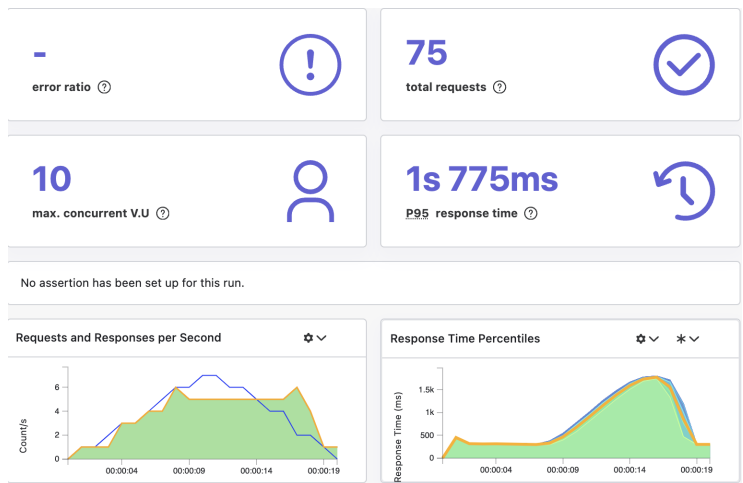 -
error ratio ?
75
total requests ?
10
max. concurrent V.U ?
1s 775ms
P95 response time ?
No assertion has been set up for this run.
Requests and Responses per Second
Count/s
6
4
2
0
00:00:04 00:00:09 00:00:14 00:00:19
Response Time Percentiles
Response Time (ms)
1.5k
1k
500
0
00:00:04 00:00:09 00:00:14 00:00:19